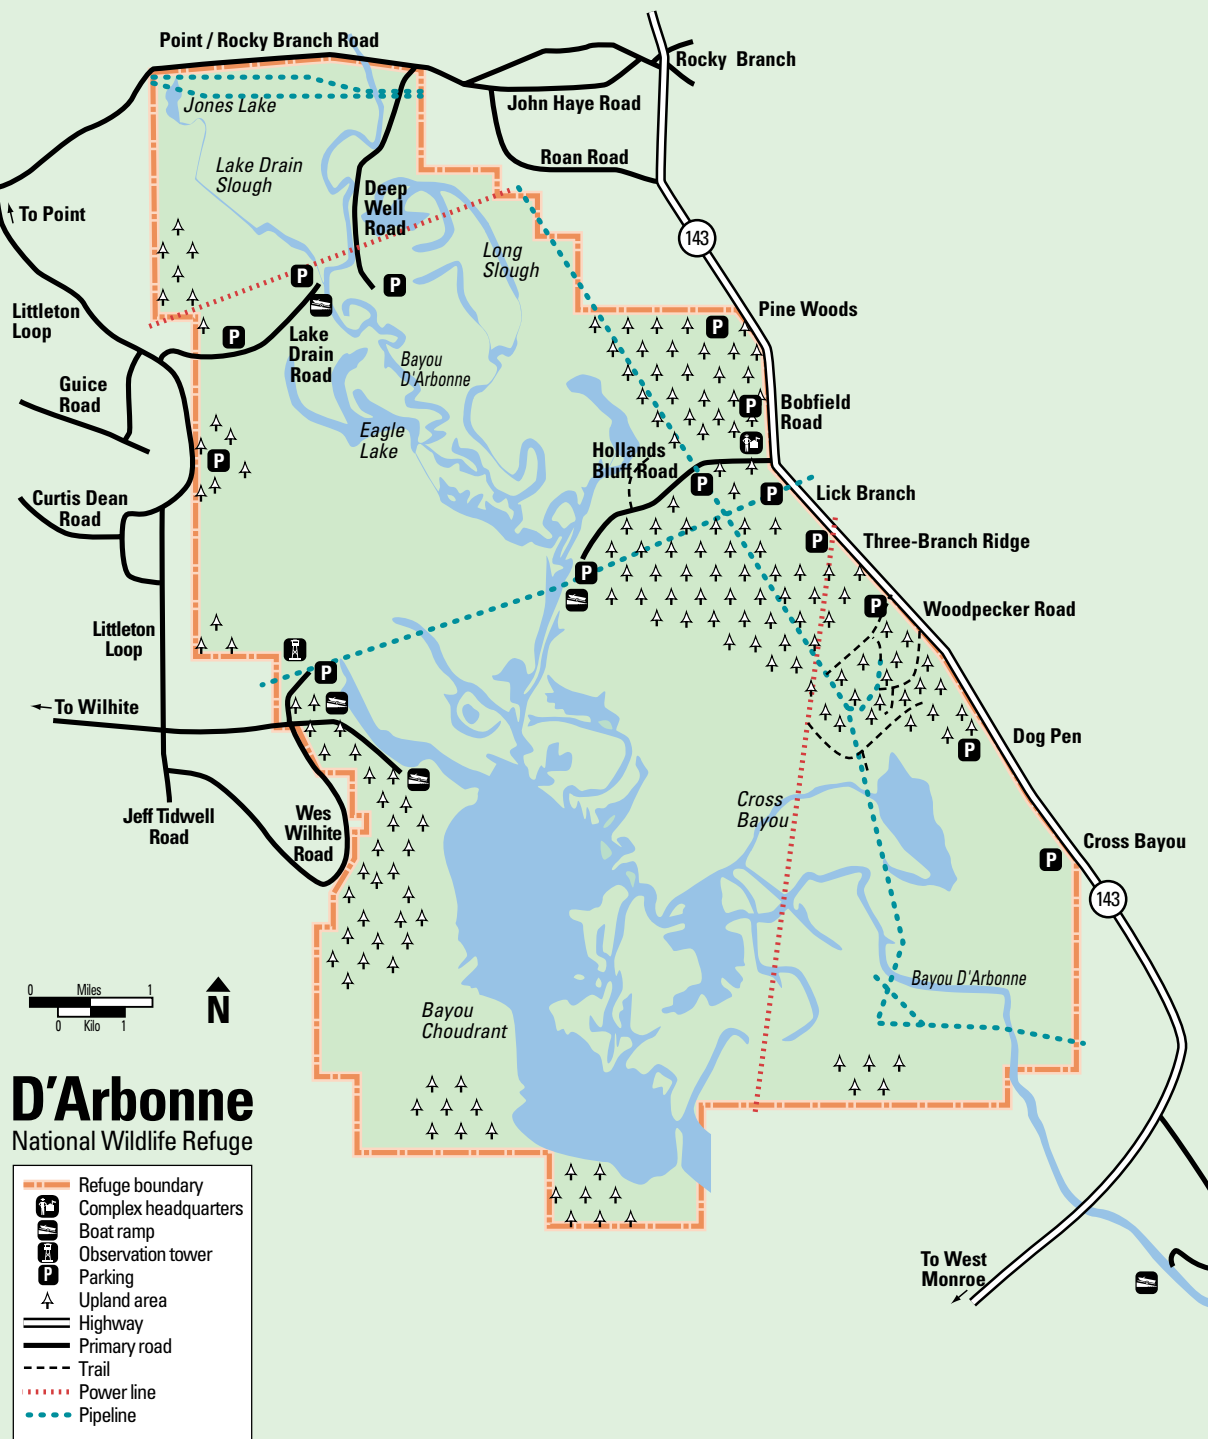 Point / Rocky Branch Road
Rocky Branch
Jones Lake
John Haye Road
Lake Drain
Slough
Roan Road
Deep
Well
Road
To Point
143
Long
Slough
P
P
Littleton
Loop
Pine Woods
P
P
Lake
Drain
Road
Bayou
D'Arbonne
Guice
Road
P
Bobfield
Road
Eagle
Lake
Hollands
Bluff Road
P
P
P
Lick Branch
Curtis Dean
Road
P
Three-Branch Ridge
P
P
Woodpecker Road
Littleton
Loop
P
To Wilhite
Dog Pen
P
Jeff Tidwell
Road
Wes
Wilhite
Road
Cross
Bayou
Cross Bayou
P
143
Bayou D'Arbonne
0 Miles 1
0 Kilo 1
N
Bayou
Choudrant
D'Arbonne
National Wildlife Refuge
Refuge boundary
Complex headquarters
Boat ramp
Observation tower
P Parking
Upland area
Highway
Primary road
Trail
Power line
Pipeline
To West
Monroe